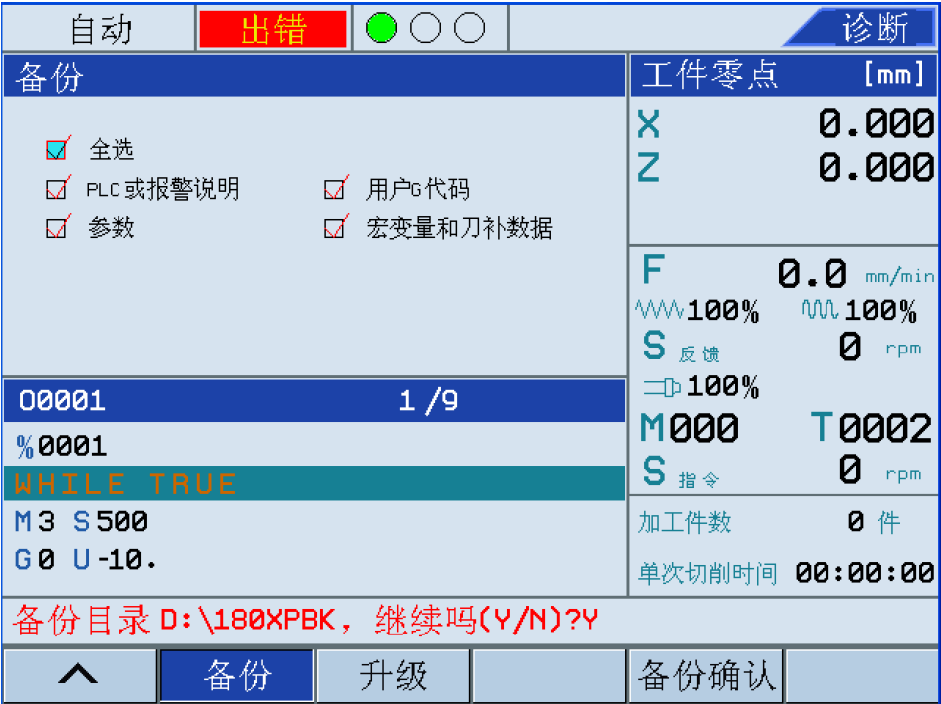 自动 出错 诊断
备份
全选
PLC或报警说明 用户G代码
参数 宏变量和刀补数据
O0001 1/9
%0001
WHILE TRUE
M3 S500
G0 U-10.
工件零点 [mm]
X 0.000
Z 0.000
F 0.0 mm/min
100% 100%
S反馈 0 rpm
100%
M000 T0002
S指令 0 rpm
加工件数 0 件
单次切削时间 00:00:00
备份目录 D:\180XPBK, 继续吗(Y/N)?Y
备份 升级 备份确认